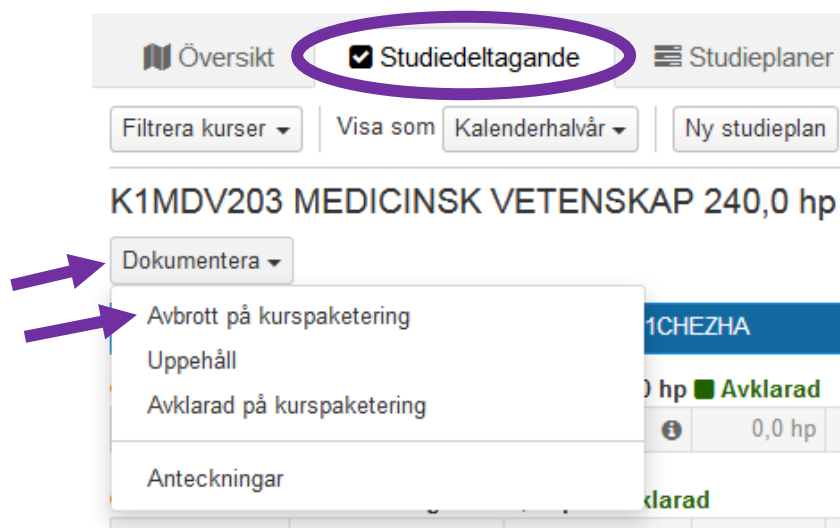 Översikt Studiedeltagande Studieplaner
Filtrera kurser Visa som Kalenderhalvår Ny studieplan
K1MDV203 MEDICINSK VETENSKAP 240,0 hp
Dokumentera
Avbrott på kurspaketering
1CHEZHA
Uppehåll
0 hp Avklarad
Avklarad på kurspaketering
0,0 hp
Anteckningar
klarad